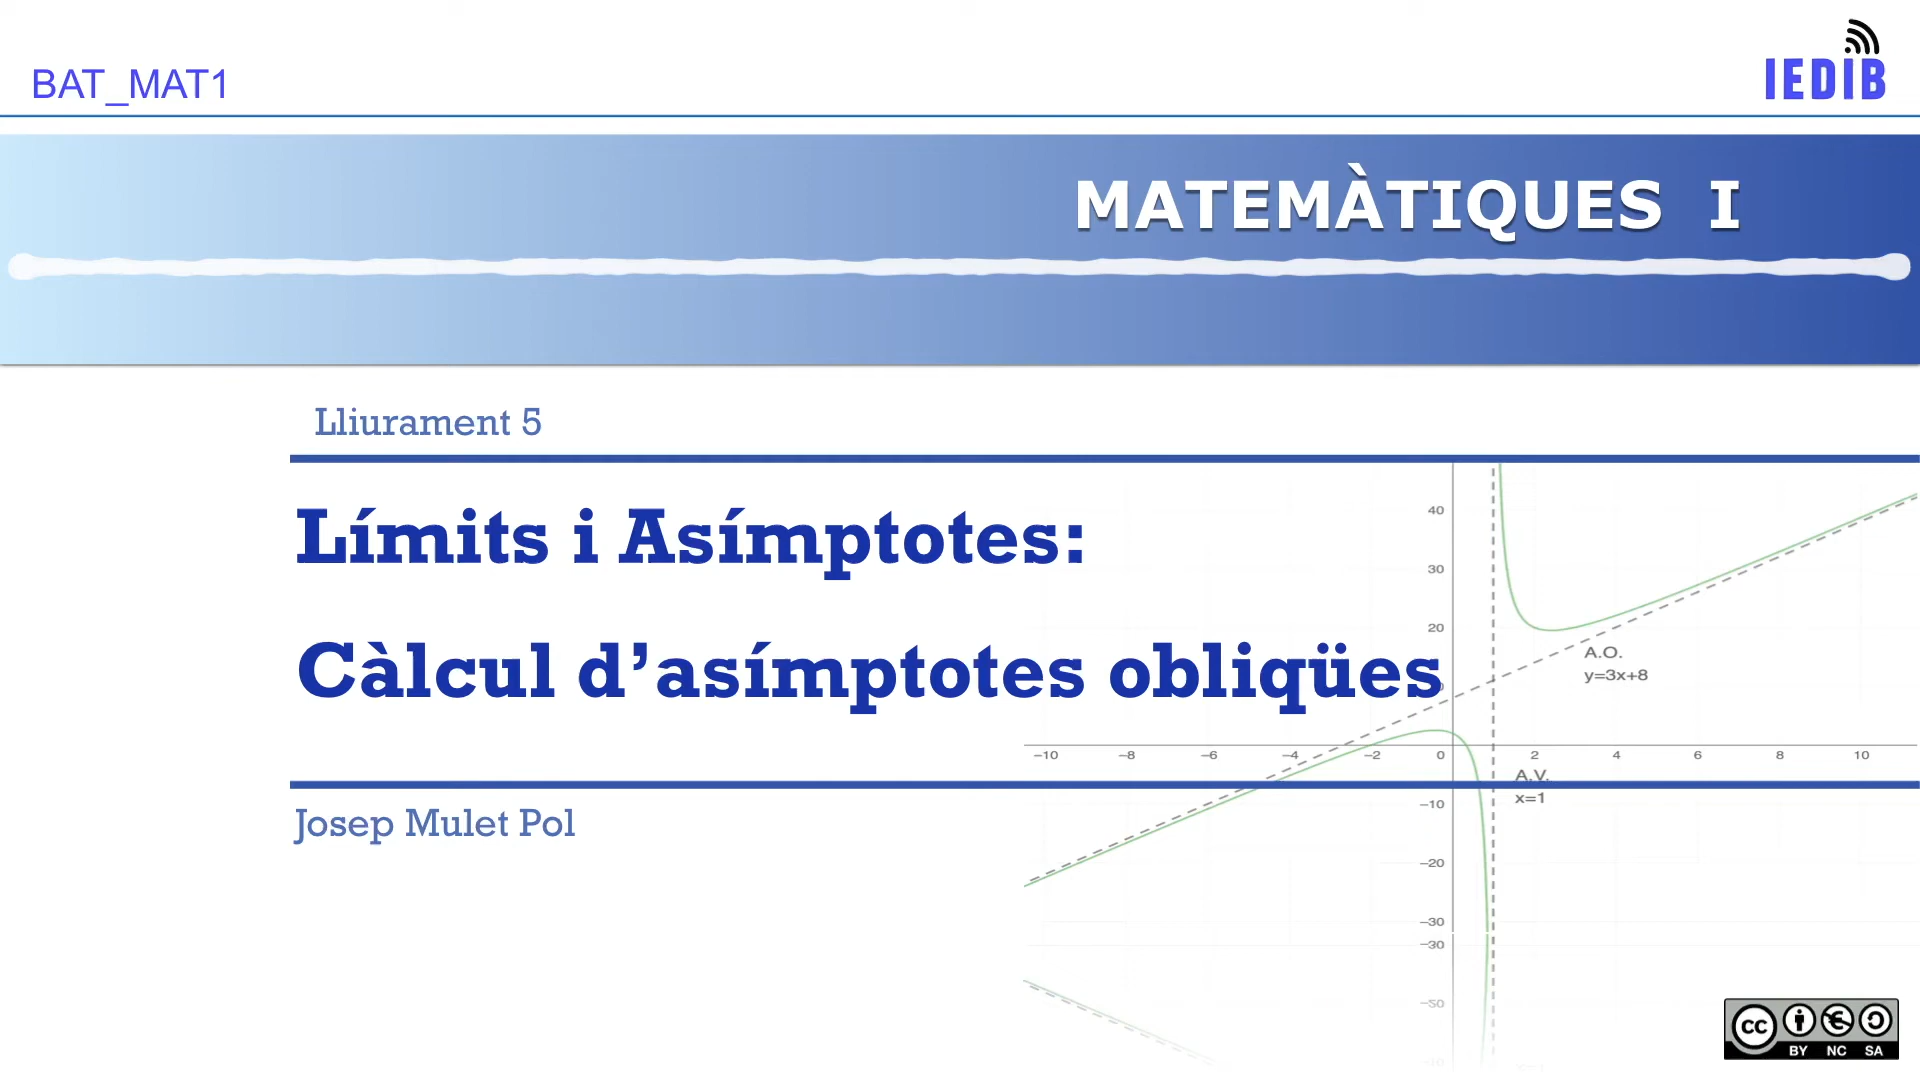 BAT_MAT1
IEDIB
MATEMÀTIQUES I
Lliurament 5
Límits i Asímptotes:
Càlcul d’asímptotes obliqües
Josep Mulet Pol
40
30
20
A.O.
y=3x+8
−10 −8 −6 −4 −2 0 2 4 6 8 10
A.V.
x=1
−10
−20
−30
−30
−50
cc
BY NC SA